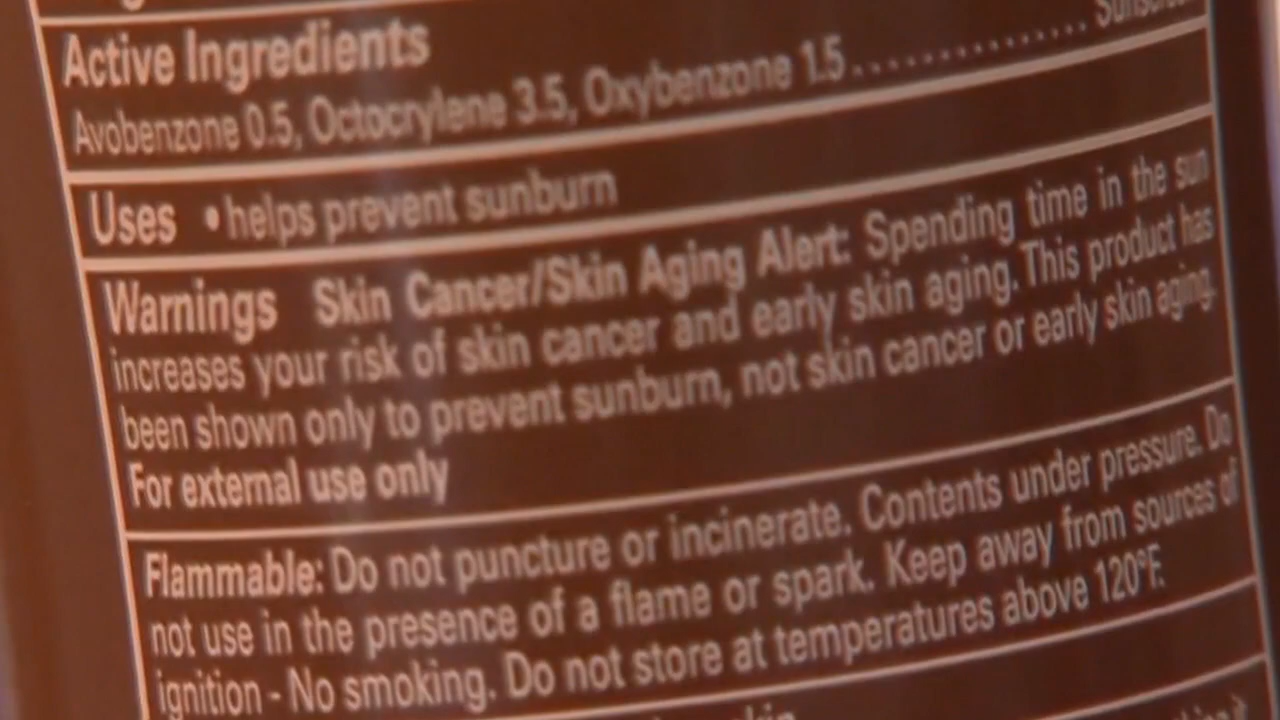 Active Ingredients
Avobenzone 0.5, Octocrylene 3.5, Oxybenzone 1.5.................... Sunscreen
Uses • helps prevent sunburn
Warnings Skin Cancer/Skin Aging Alert: Spending time in the sun
increases your risk of skin cancer and early skin aging. This product has
been shown only to prevent sunburn, not skin cancer or early skin aging.
For external use only
Flammable: Do not puncture or incinerate. Contents under pressure. Do
not use in the presence of a flame or spark. Keep away from sources of
ignition - No smoking. Do not store at temperatures above 120°F.
skin